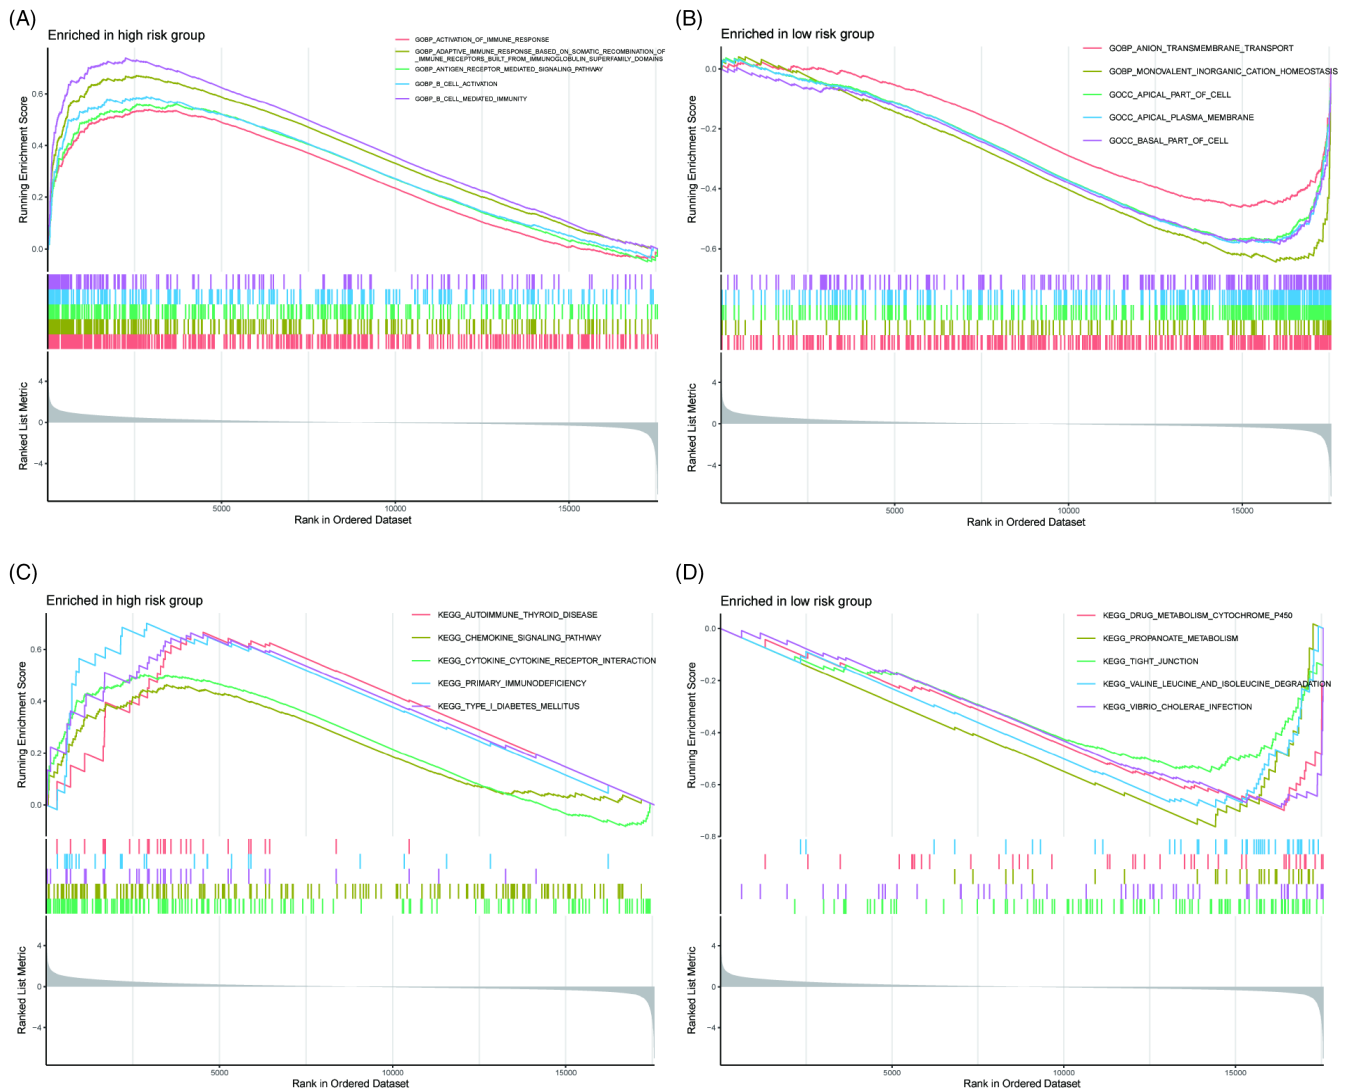 (A)
Enriched in high risk group
GOBP_ACTIVATION_OF_IMMUNE_RESPONSE
GOBP_ADAPTIVE_IMMUNE_RESPONSE_BASED_ON_SOMATIC_RECOMBINATION_OF
_IMMUNE_RECEPTORS_BUILT_FROM_IMMUNOGLOBULIN_SUPERFAMILY_DOMAINS
GOBP_ANTIGEN_RECEPTOR_MEDIATED_SIGNALING_PATHWAY
GOBP_B_CELL_ACTIVATION
GOBP_B_CELL_MEDIATED_IMMUNITY
Running Enrichment Score
0.6
0.4
0.2
0.0
Ranked List Metric
4
0
−4
5000
10000
15000
Rank in Ordered Dataset
(B)
Enriched in low risk group
GOBP_ANION_TRANSMEMBRANE_TRANSPORT
GOBP_MONOVALENT_INORGANIC_CATION_HOMEOSTASIS
GOCC_APICAL_PART_OF_CELL
GOCC_APICAL_PLASMA_MEMBRANE
GOCC_BASAL_PART_OF_CELL
Running Enrichment Score
0.0
−0.2
−0.4
−0.6
Ranked List Metric
4
0
−4
5000
10000
15000
Rank in Ordered Dataset
(C)
Enriched in high risk group
KEGG_AUTOIMMUNE_THYROID_DISEASE
KEGG_CHEMOKINE_SIGNALING_PATHWAY
KEGG_CYTOKINE_CYTOKINE_RECEPTOR_INTERACTION
KEGG_PRIMARY_IMMUNODEFICIENCY
KEGG_TYPE_I_DIABETES_MELLITUS
Running Enrichment Score
0.6
0.4
0.2
0.0
Ranked List Metric
4
0
−4
5000
10000
15000
Rank in Ordered Dataset
(D)
Enriched in low risk group
KEGG_DRUG_METABOLISM_CYTOCHROME_P450
KEGG_PROPANOATE_METABOLISM
KEGG_TIGHT_JUNCTION
KEGG_VALINE_LEUCINE_AND_ISOLEUCINE_DEGRADATION
KEGG_VIBRIO_CHOLERAE_INFECTION
Running Enrichment Score
0.0
−0.2
−0.4
−0.6
−0.8
Ranked List Metric
4
0
−4
5000
10000
15000
Rank in Ordered Dataset